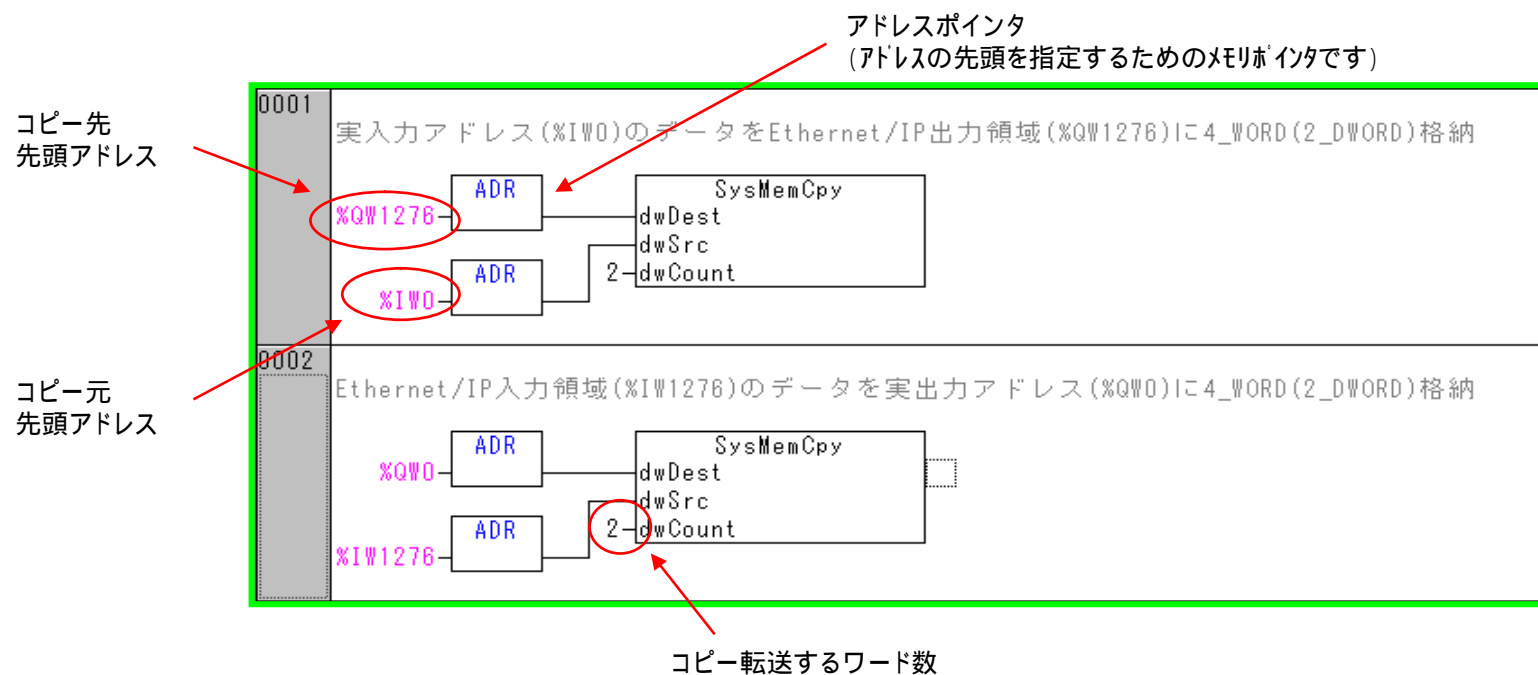 アドレスポインタ
(ｱﾄﾞﾚｽの先頭を指定するためのﾒﾓﾘﾎﾟｲﾝﾀです)
コピー先
先頭アドレス
0001
実入力アドレス(%IW0)のデータをEthernet/IP出力領域(%QW1276)に4_WORD(2_DWORD)格納
ADR
SysMemCpy
%QW1276
dwDest
dwSrc
ADR
2
dwCount
%IW0
コピー元
先頭アドレス
0002
Ethernet/IP入力領域(%IW1276)のデータを実出力アドレス(%QW0)に4_WORD(2_DWORD)格納
ADR
SysMemCpy
%QW0
dwDest
dwSrc
ADR
2
dwCount
%IW1276
コピー転送するワード数